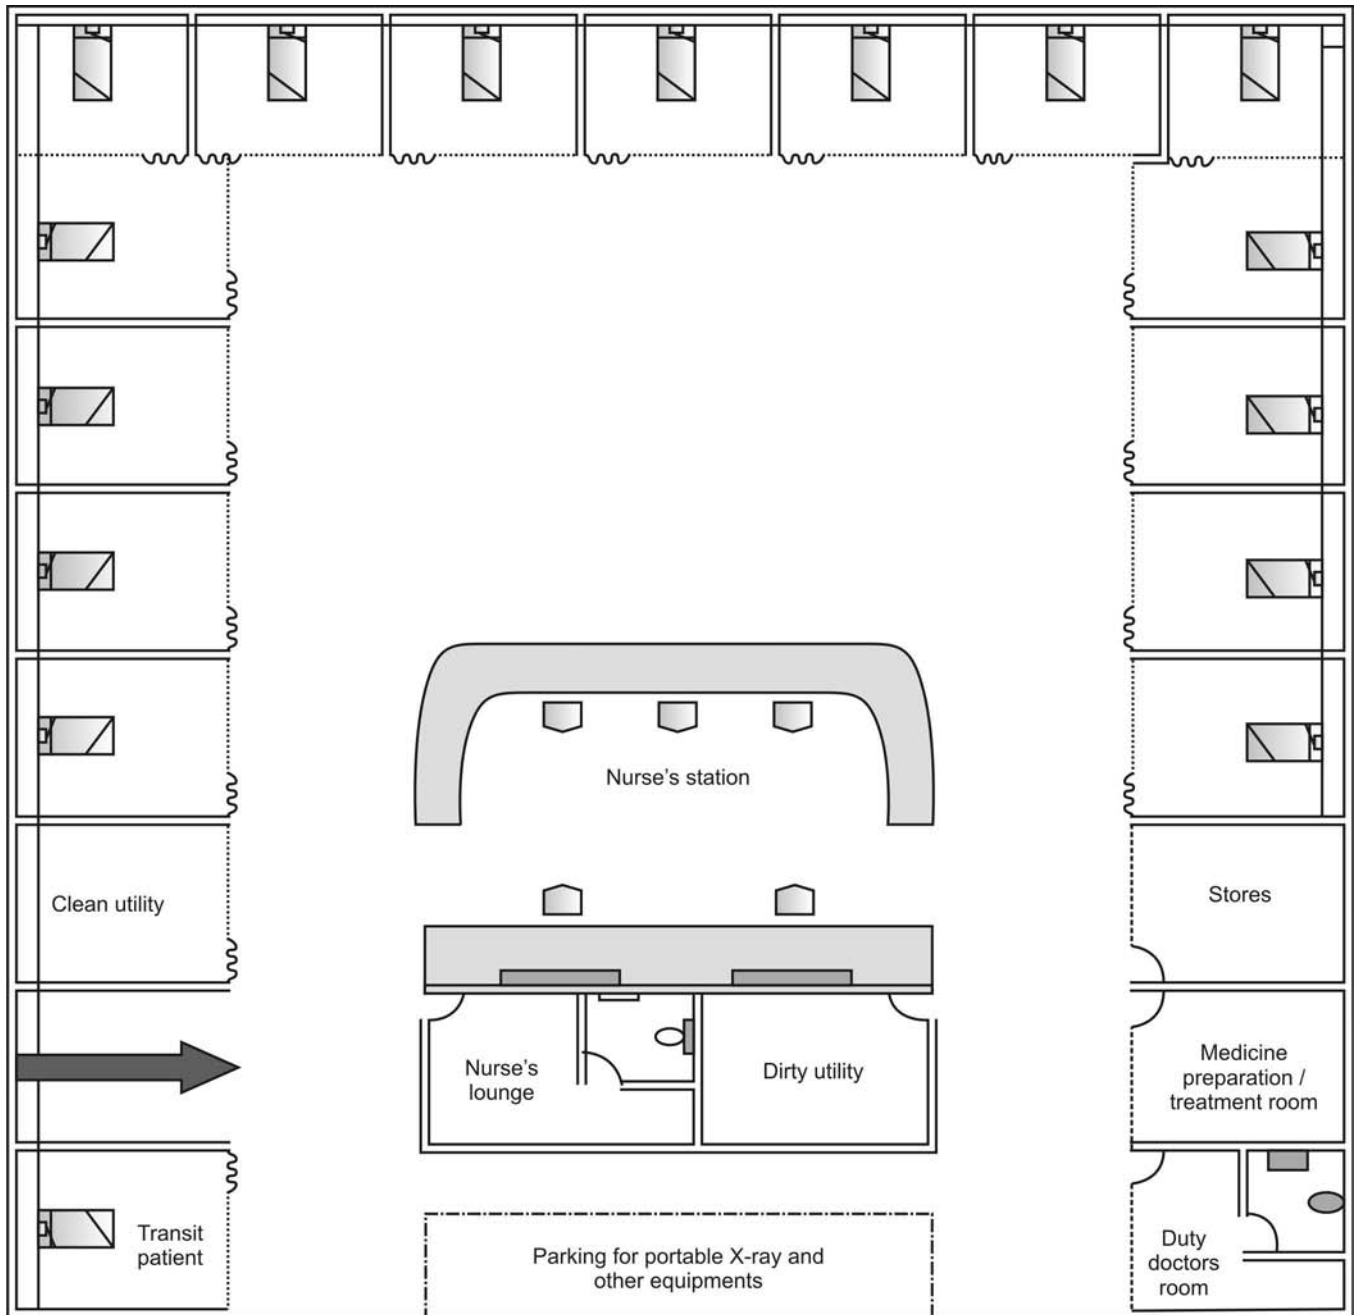 Nurse’s station
Clean utility
Stores
Nurse’s
lounge
Dirty utility
Medicine
preparation /
treatment room
Transit
patient
Parking for portable X-ray and
other equipments
Duty
doctors
room